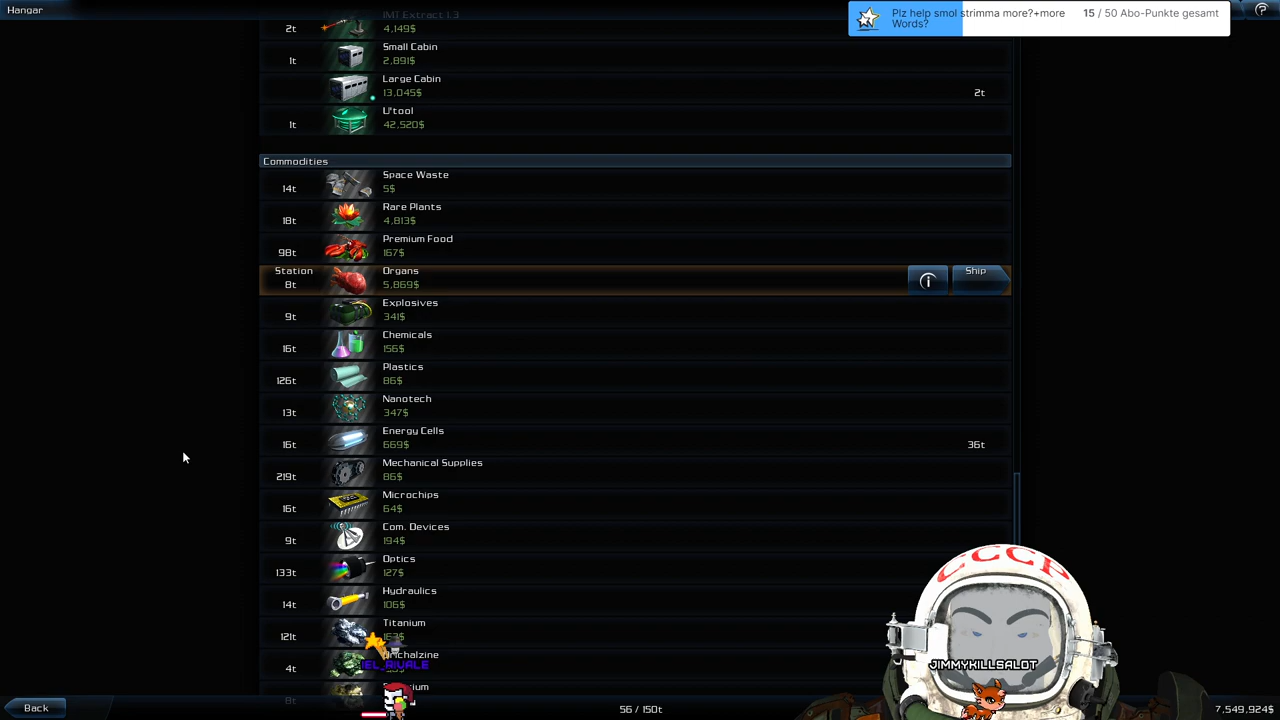 Hangar
Plz help smol strimma more?+more
Words?
15 / 50 Abo-Punkte gesamt
IMT Extract 1.3
2t 4,149$
Small Cabin
1t 2,891$
Large Cabin
13,045$ 2t
U'tool
1t 42,520$
Commodities
Space Waste
14t 5$
Rare Plants
18t 4,813$
Premium Food
98t 167$
Station Organs Ship
8t 5,869$
Explosives
9t 341$
Chemicals
16t 156$
Plastics
126t 86$
Nanotech
13t 347$
Energy Cells
16t 669$ 36t
Mechanical Supplies
219t 86$
Microchips
16t 64$
Com. Devices
9t 194$
Optics
133t 127$
Hydraulics
14t 106$
Titanium
121t
4t
IEL_RIVALE
8t
CCCP
JIMMYKILLSALOT
Back
56 / 150t
7,549,924$